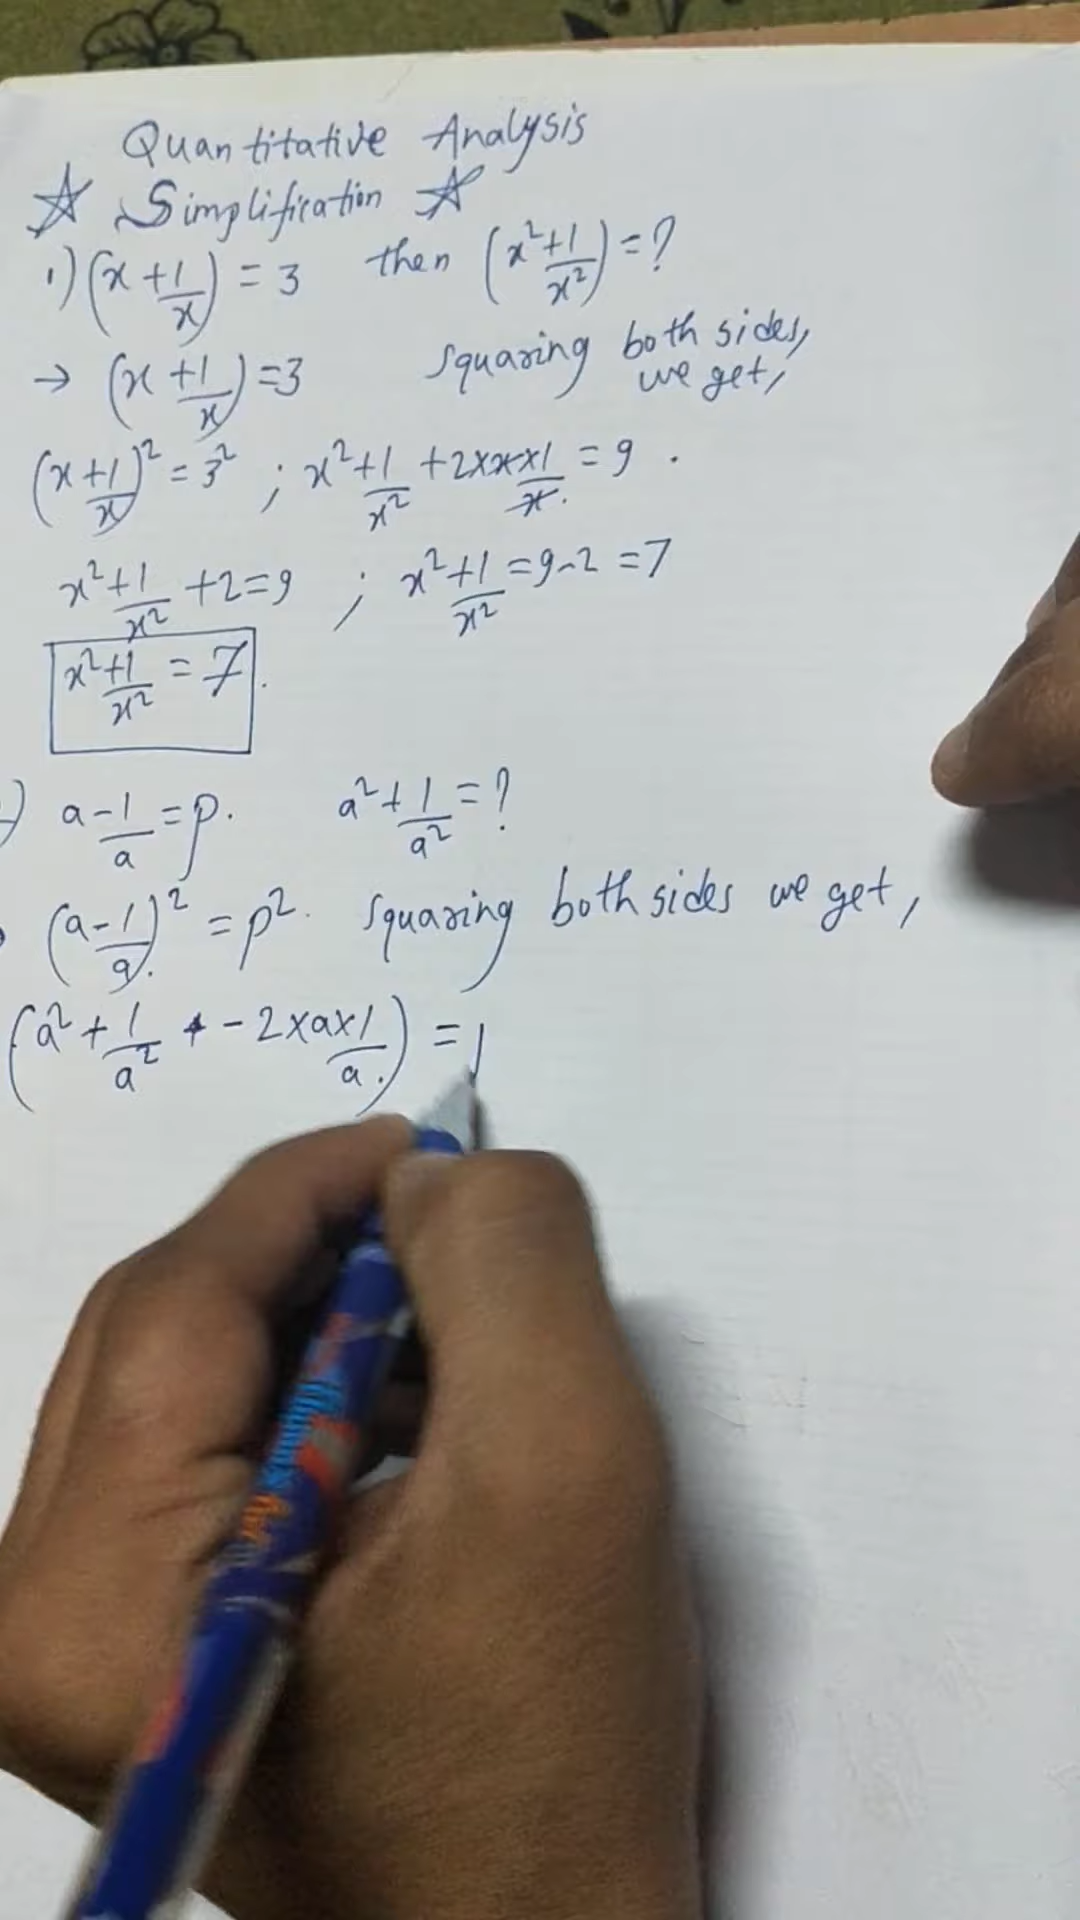 Quantitative Analysis
☆ Simplification ☆
1) (x + 1/x) = 3 then (x² + 1/x²) = ?
→ (x + 1/x) = 3 Squaring both sides,
we get,
(x + 1/x)² = 3² ; x² + 1/x² + 2×x×1/x = 9 .
x² + 1/x² + 2 = 9 ; x² + 1/x² = 9-2 = 7
x² + 1/x² = 7 .
) a - 1/a = p. a² + 1/a² = ?
(a - 1/a)² = p². Squaring both sides we get,
(a² + 1/a² - 2×a×1/a.) =